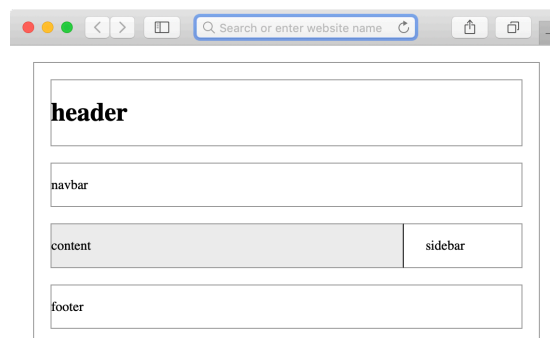 Search or enter website name
header
navbar
content sidebar
footer